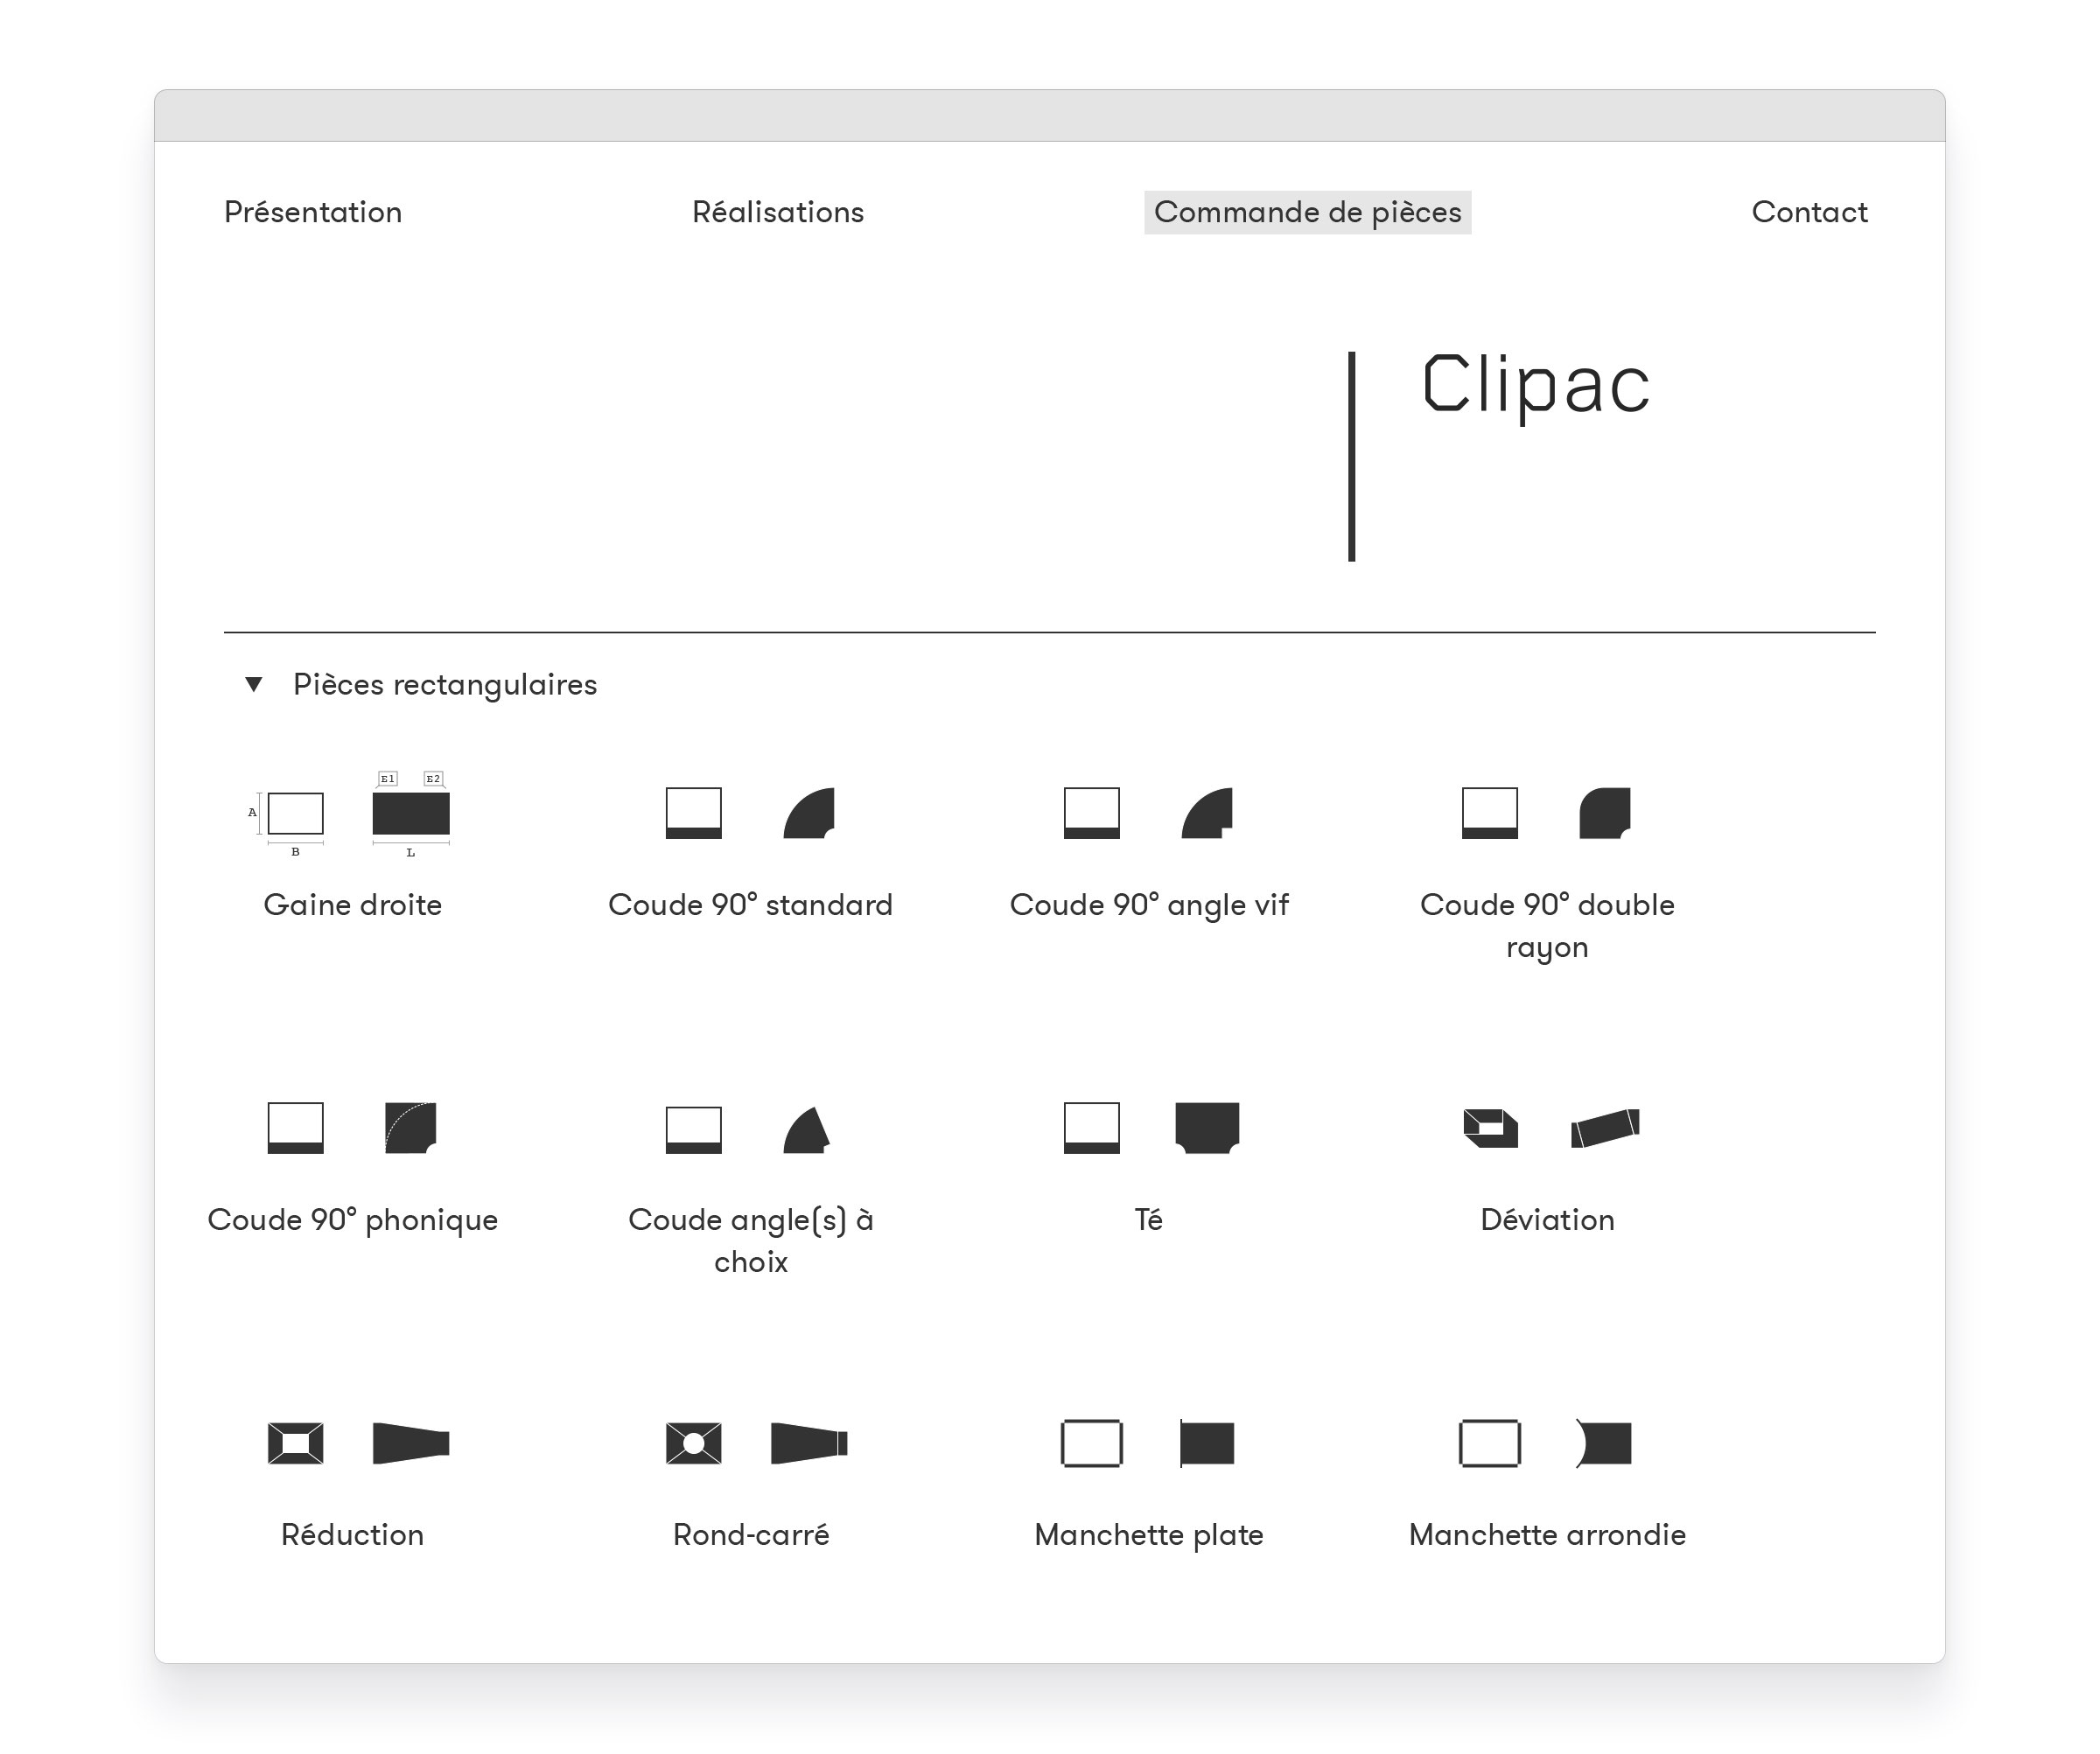 Présentation
Réalisations
Commande de pièces
Contact
Clipac
▼ Pièces rectangulaires
E1 E2
A
B
L
Gaine droite
Coude 90° standard
Coude 90° angle vif
Coude 90° double
rayon
Coude 90° phonique
Coude angle(s) à
choix
Té
Déviation
Réduction
Rond-carré
Manchette plate
Manchette arrondie